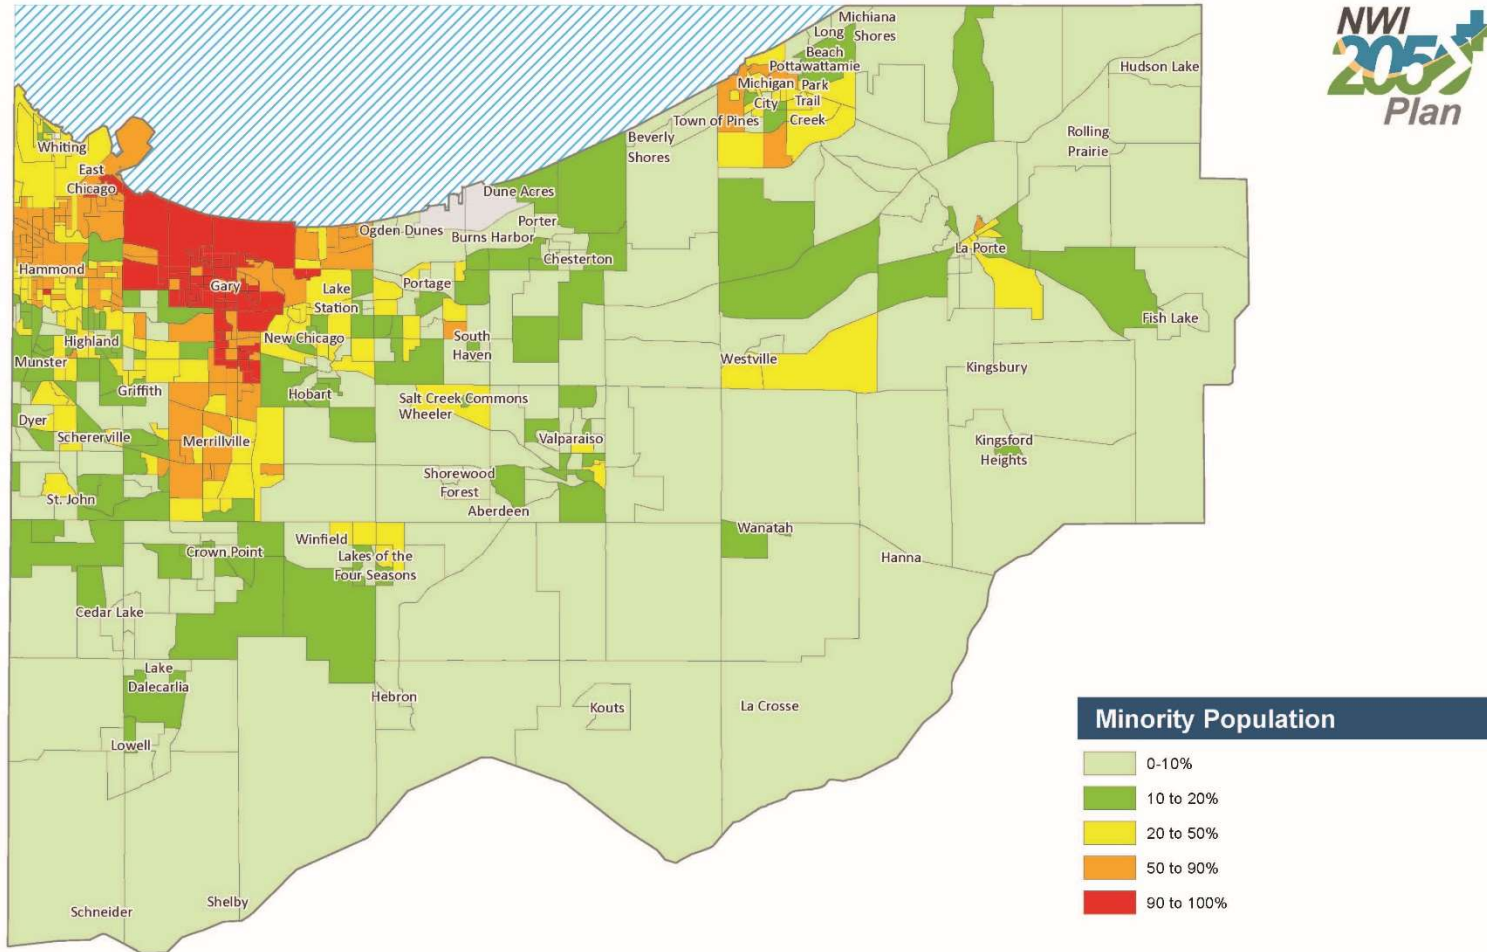 NWI
2050+
Plan
Michiana
Shores
Long
Beach
Pottawattamie
Park
Michigan
City
Trail
Creek
Town of Pines
Hudson Lake
Rolling
Prairie
Beverly
Shores
Whiting
East
Chicago
Dune Acres
Porter
Ogden Dunes
Burns Harbor
Chesterton
La Porte
Hammond
Gary
Lake
Station
Portage
Fish Lake
Highland
New Chicago
South
Haven
Munster
Westville
Kingsbury
Griffith
Hobart
Salt Creek Commons
Wheeler
Dyer
Schererville
Merrillville
Valparaiso
Kingsford
Heights
St. John
Shorewood
Forest
Aberdeen
Wanatah
Winfield
Crown Point
Lakes of the
Four Seasons
Hanna
Cedar Lake
Lake
Dalecarlia
Hebron
Kouts
La Crosse
Lowell
Schneider
Shelby
Minority Population
0-10%
10 to 20%
20 to 50%
50 to 90%
90 to 100%